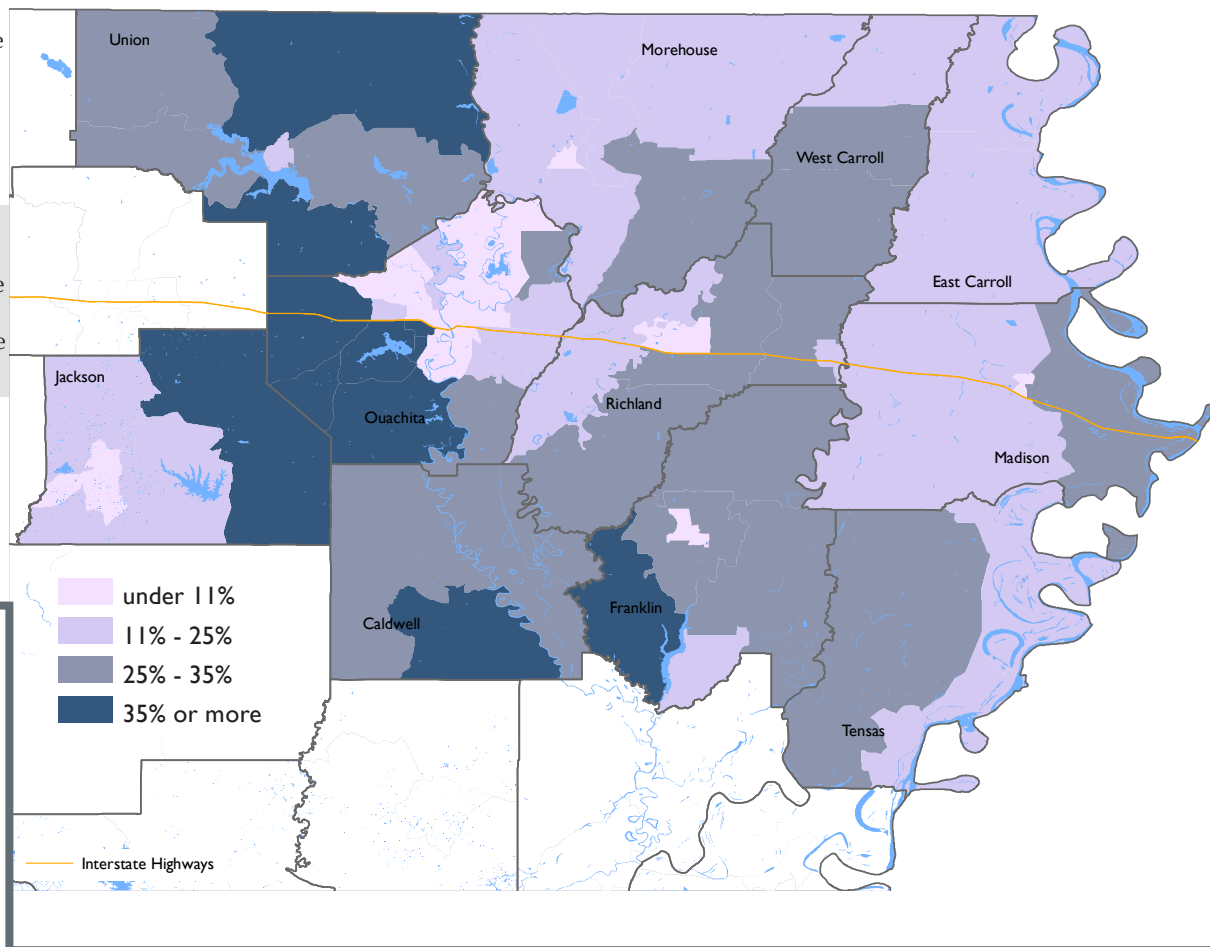 Union
Morehouse
West Carroll
East Carroll
Jackson
Richland
Ouachita
Madison
under 11%
11% - 25%
25% - 35%
35% or more
Franklin
Caldwell
Tensas
Interstate Highways